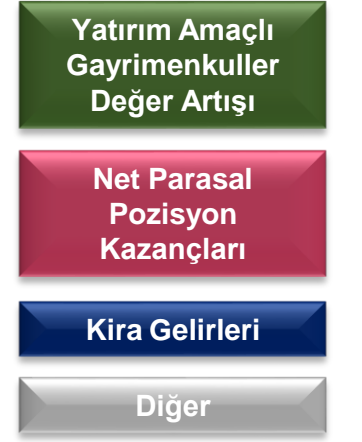 Yatırım Amaçlı
Gayrimenkuller
Değer Artışı
Net Parasal
Pozisyon
Kazançları
Kira Gelirleri
Diğer